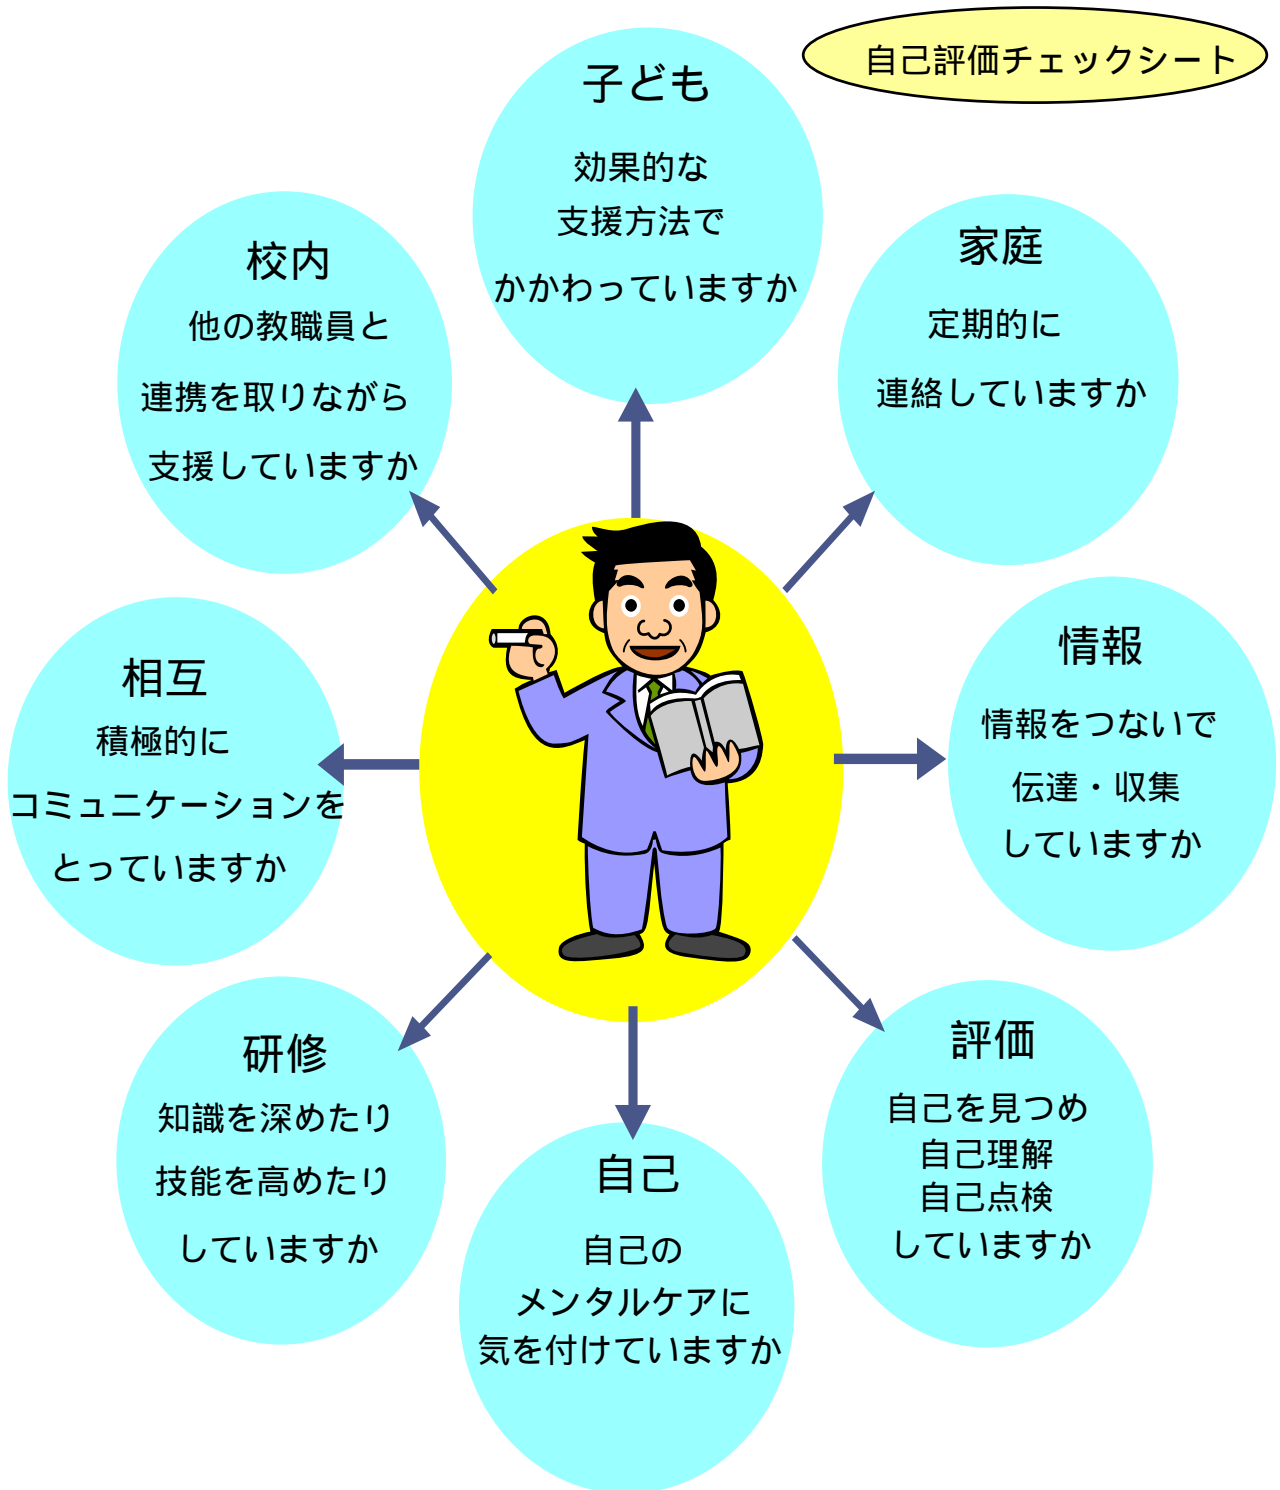 自己評価チェックシート
子ども
効果的な
支援方法で
かかわっていますか
家庭
定期的に
連絡していますか
情報
情報をつないで
伝達・収集
していますか
評価
自己を見つめ
自己理解
自己点検
していますか
自己
自己の
メンタルケアに
気を付けていますか
研修
知識を深めたり
技能を高めたり
していますか
相互
積極的に
コミュニケーションを
とっていますか
校内
他の教職員と
連携を取りながら
支援していますか